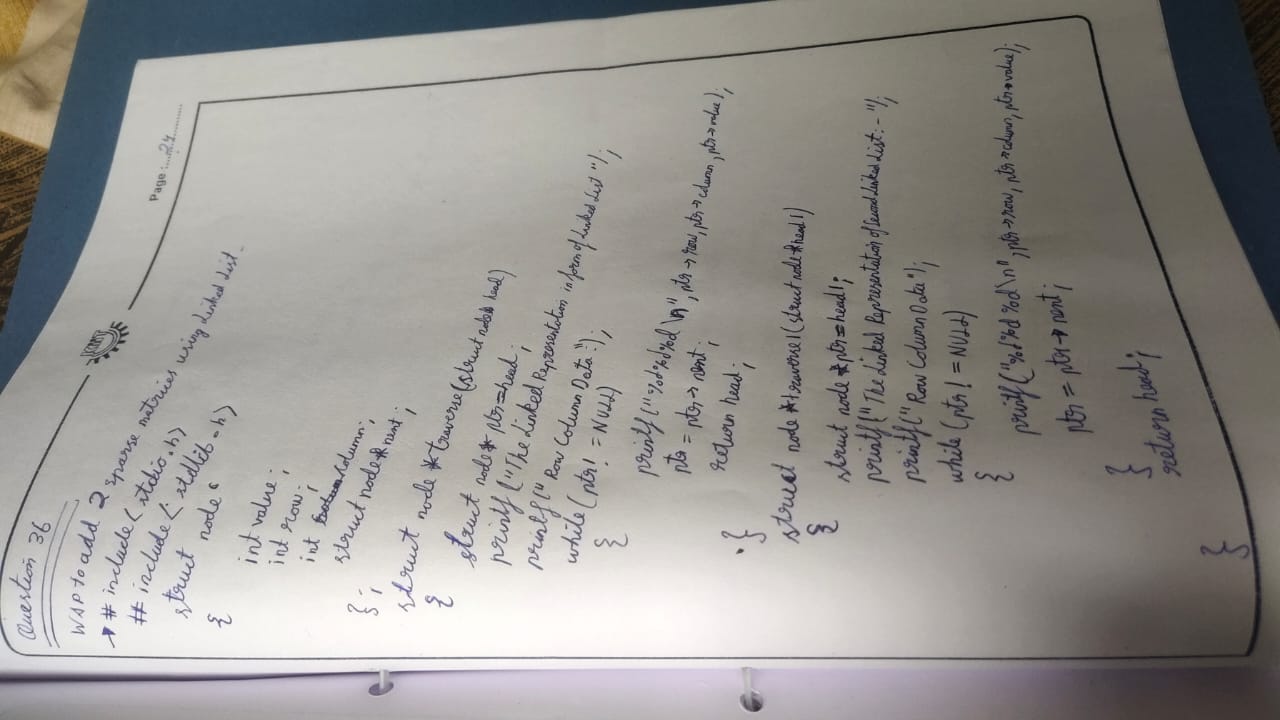 Question 36
KMT
Page :.....24..........
WAP to add 2 sparse matrices using Linked List.
→ # include < stdio.h>
# include < stdlib.h>
struct node
{
int value;
int row;
int column;
struct node* next;
};
struct node *traverse(struct node* head)
{
struct node* ptr=head;
printf ("The Linked Representation in form of Linked List ");
printf (" Row Column Data:");
while (ptr! = NULL)
{
printf ("%d%d%d \n", ptr → row, ptr → column, ptr → value);
ptr = ptr → next;
return head;
}
struct node *traverse1(struct node *head1)
{
struct node *ptr=head1;
printf ("The Linked Representation of Second Linked List:- ");
printf (" Row Column Data");
while (ptr! = NULL)
{
printf ("%d%d %d \n", ptr → row, ptr → column, ptr → value);
ptr = ptr → next;
}
return head;
}